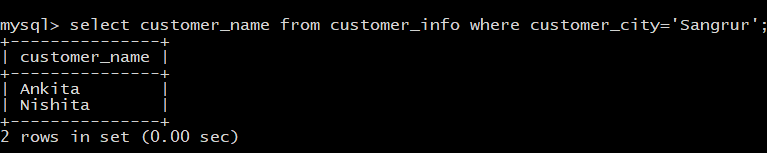 mysql> select customer_name from customer_info where customer_city='Sangrur';
+---------------+
| customer_name |
+---------------+
| Ankita        |
| Nishita       |
+---------------+
2 rows in set (0.00 sec)